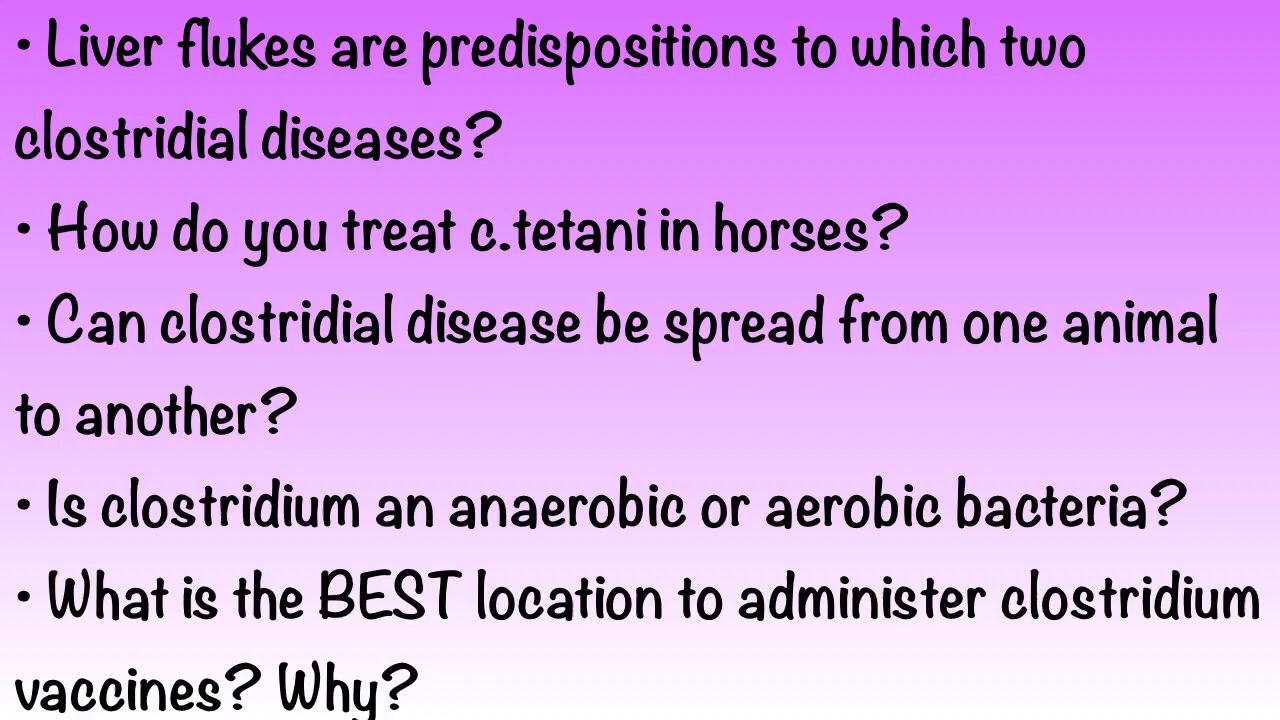 • Liver flukes are predispositions to which two
clostridial diseases?
• How do you treat c.tetani in horses?
• Can clostridial disease be spread from one animal
to another?
• Is clostridium an anaerobic or aerobic bacteria?
• What is the BEST location to administer clostridium
vaccines? Why?